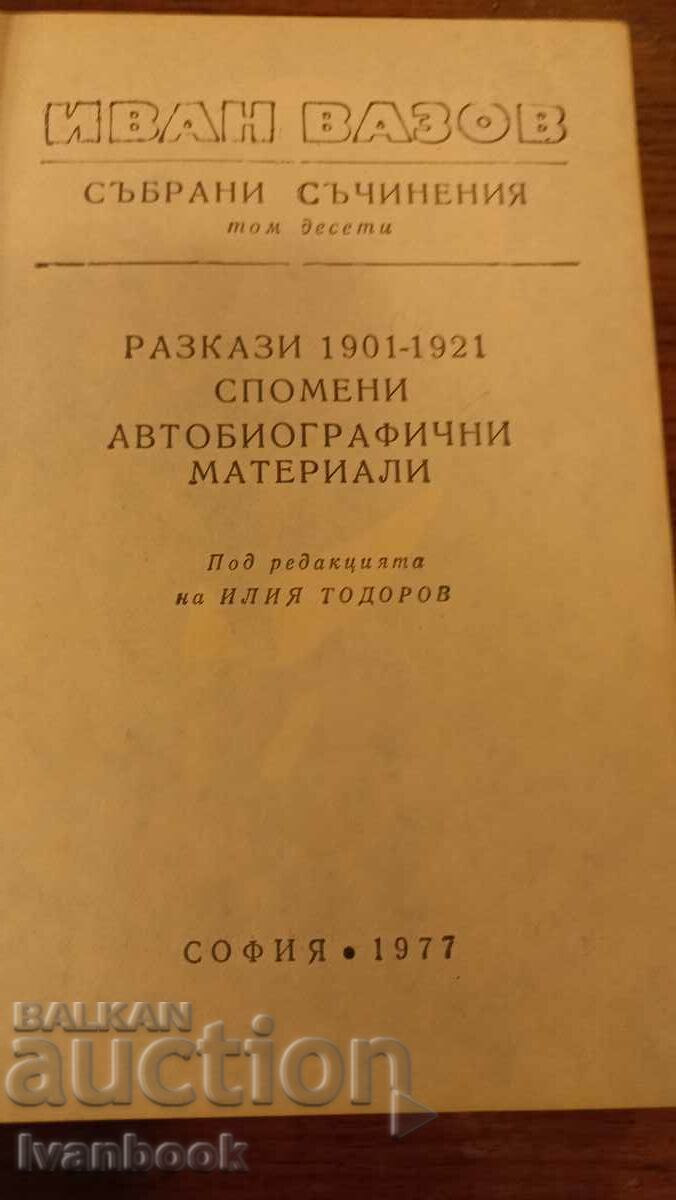 ИВАН ВАЗОВ
СЪБРАНИ СЪЧИНЕНИЯ
том десети
РАЗКАЗИ 1901-1921
СПОМЕНИ
АВТОБИОГРАФИЧНИ
МАТЕРИАЛИ
Под редакцията
на ИЛИЯ ТОДОРОВ
СОФИЯ • 1977
BALKAN
auction
Ivanbook